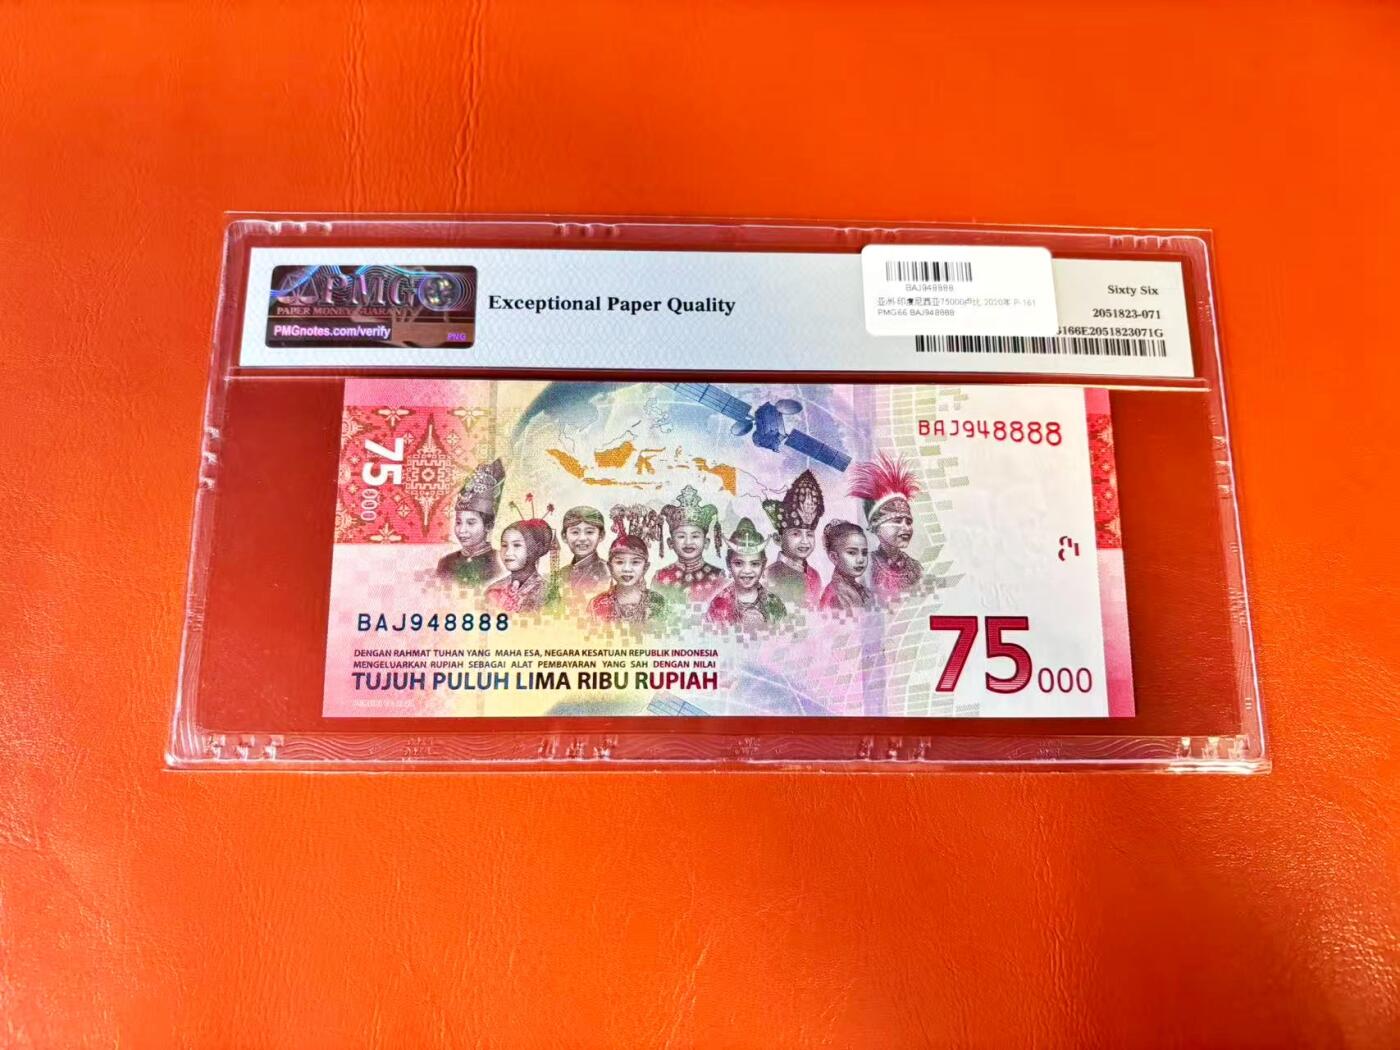 PMG
PAPER MONEY GUARANTY
PMGnotes.com/verify
PNG
Exceptional Paper Quality
BAJ948888
亚洲-印度尼西亚75000卢比 2020年 P-161
PMG66 BAJ948888
Sixty Six
2051823-071
166E2051823071G
75
000
BAJ948888
BAJ948888
DENGAN RAHMAT TUHAN YANG MAHA ESA, NEGARA KESATUAN REPUBLIK INDONESIA
MENGELUARKAN RUPIAH SEBAGAI ALAT PEMBAYARAN YANG SAH DENGAN NILAI
TUJUH PULUH LIMA RIBU RUPIAH
75000